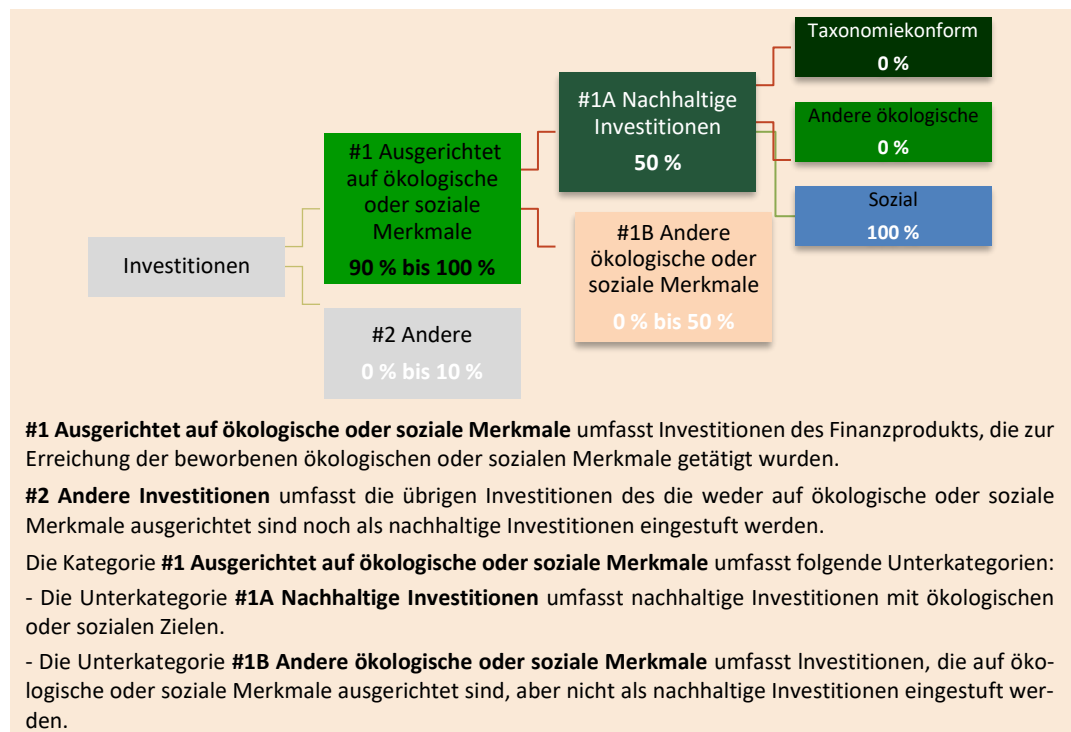 Investitionen
#1 Ausgerichtet
auf ökologische
oder soziale
Merkmale
90 % bis 100 %
#2 Andere
0 % bis 10 %
#1A Nachhaltige
Investitionen
50 %
#1B Andere
ökologische oder
soziale Merkmale
0 % bis 50 %
Taxonomiekonform
0 %
Andere ökologische
0 %
Sozial
100 %
#1 Ausgerichtet auf ökologische oder soziale Merkmale umfasst Investitionen des Finanzprodukts, die zur
Erreichung der beworbenen ökologischen oder sozialen Merkmale getätigt wurden.
#2 Andere Investitionen umfasst die übrigen Investitionen des die weder auf ökologische oder soziale
Merkmale ausgerichtet sind noch als nachhaltige Investitionen eingestuft werden.
Die Kategorie #1 Ausgerichtet auf ökologische oder soziale Merkmale umfasst folgende Unterkategorien:
- Die Unterkategorie #1A Nachhaltige Investitionen umfasst nachhaltige Investitionen mit ökologischen
oder sozialen Zielen.
- Die Unterkategorie #1B Andere ökologische oder soziale Merkmale umfasst Investitionen, die auf öko-
logische oder soziale Merkmale ausgerichtet sind, aber nicht als nachhaltige Investitionen eingestuft wer-
den.